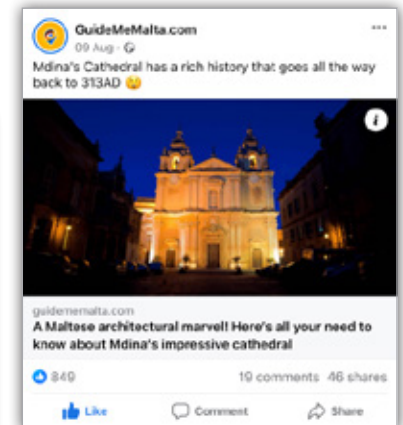 GuideMeMalta.com
09 Aug ·
Mdina's Cathedral has a rich history that goes all the way
back to 313AD 😲
i
guidememalta.com
A Maltese architectural marvel! Here's all your need to
know about Mdina's impressive cathedral
849
19 comments 46 shares
Like
Comment
Share